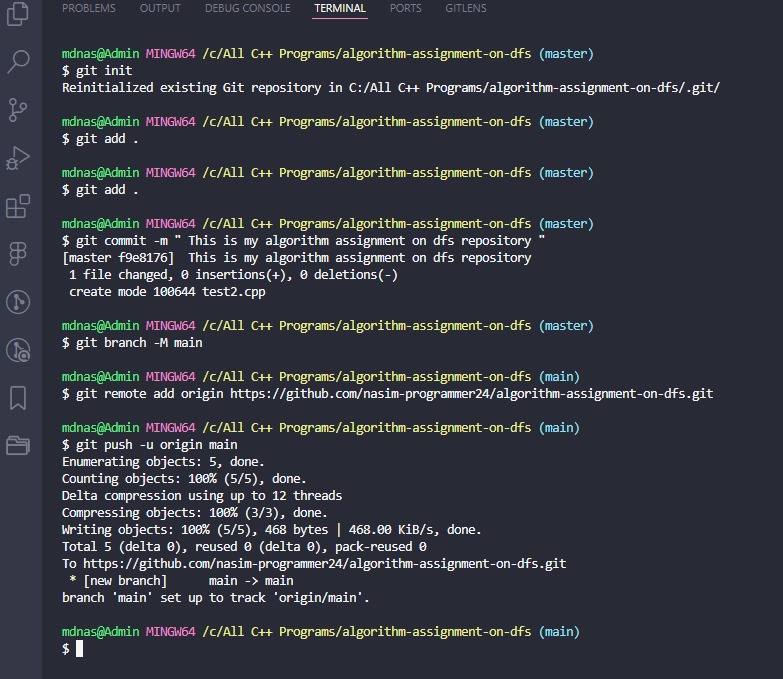 PROBLEMS OUTPUT DEBUG CONSOLE TERMINAL PORTS GITLENS
mdnas@Admin MINGW64 /c/All C++ Programs/algorithm-assignment-on-dfs (master)
$ git init
Reinitialized existing Git repository in C:/All C++ Programs/algorithm-assignment-on-dfs/.git/
mdnas@Admin MINGW64 /c/All C++ Programs/algorithm-assignment-on-dfs (master)
$ git add .
mdnas@Admin MINGW64 /c/All C++ Programs/algorithm-assignment-on-dfs (master)
$ git add .
mdnas@Admin MINGW64 /c/All C++ Programs/algorithm-assignment-on-dfs (master)
$ git commit -m " This is my algorithm assignment on dfs repository "
[master f9e8176]  This is my algorithm assignment on dfs repository
 1 file changed, 0 insertions(+), 0 deletions(-)
 create mode 100644 test2.cpp
mdnas@Admin MINGW64 /c/All C++ Programs/algorithm-assignment-on-dfs (master)
$ git branch -M main
mdnas@Admin MINGW64 /c/All C++ Programs/algorithm-assignment-on-dfs (main)
$ git remote add origin https://github.com/nasim-programmer24/algorithm-assignment-on-dfs.git
mdnas@Admin MINGW64 /c/All C++ Programs/algorithm-assignment-on-dfs (main)
$ git push -u origin main
Enumerating objects: 5, done.
Counting objects: 100% (5/5), done.
Delta compression using up to 12 threads
Compressing objects: 100% (3/3), done.
Writing objects: 100% (5/5), 468 bytes | 468.00 KiB/s, done.
Total 5 (delta 0), reused 0 (delta 0), pack-reused 0
To https://github.com/nasim-programmer24/algorithm-assignment-on-dfs.git
 * [new branch]      main -> main
branch 'main' set up to track 'origin/main'.
mdnas@Admin MINGW64 /c/All C++ Programs/algorithm-assignment-on-dfs (main)
$